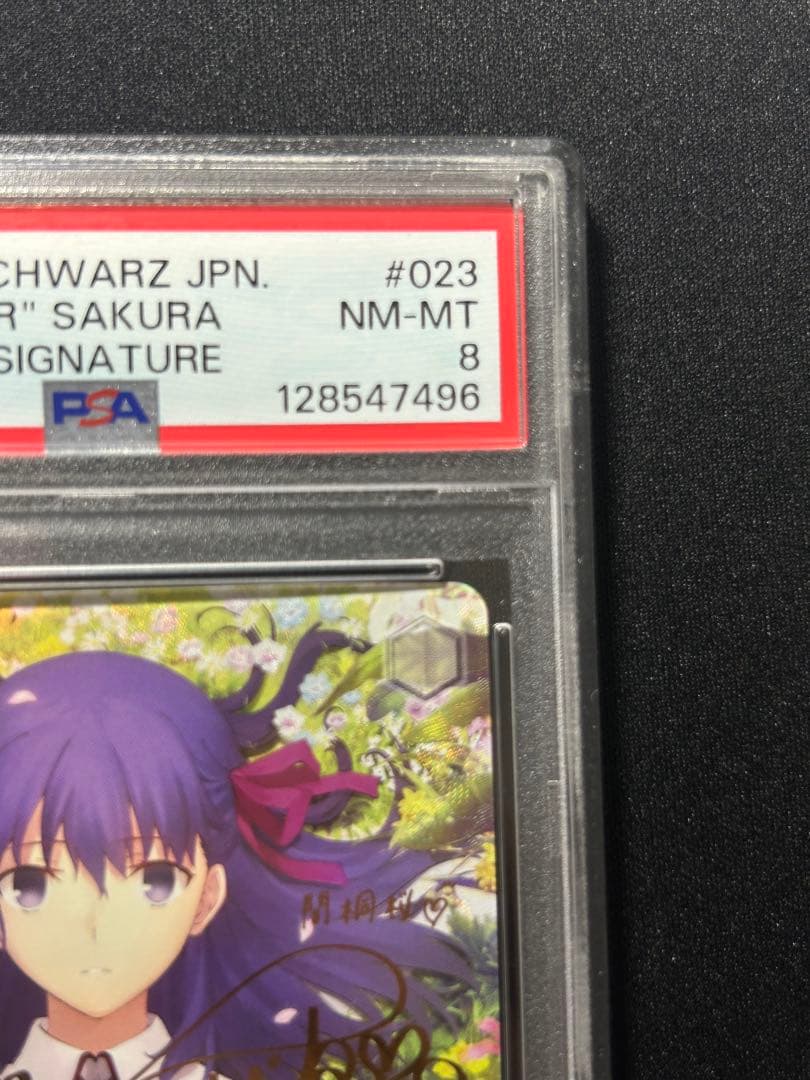 CHWARZ JPN. #023
R" SAKURA NM-MT
SIGNATURE 8
PSA 128547496
間桐桜♡